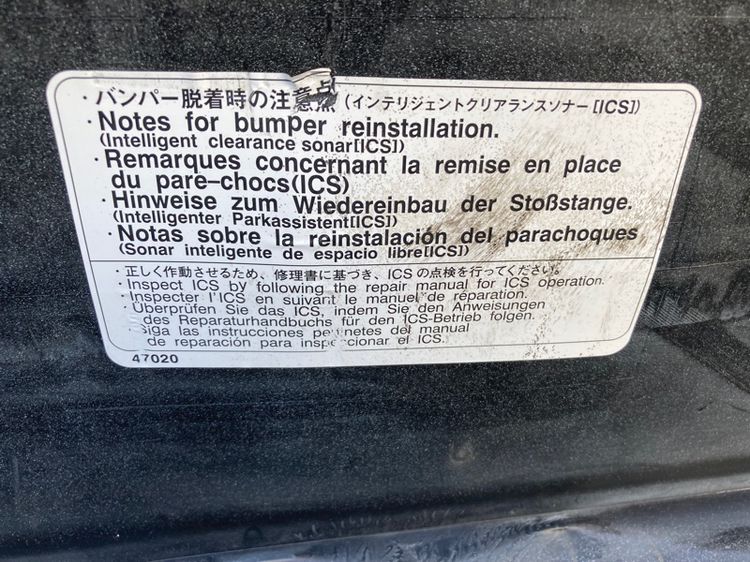 ・バンパー脱着時の注意点(インテリジェントクリアランスソナー[ICS])
・Notes for bumper reinstallation.
(Intelligent clearance sonar[ICS])
・Remarques concernant la remise en place
du pare-chocs(ICS)
・Hinweise zum Wiedereinbau der Stoßstange.
(Intelligenter Parkassistent[ICS])
・Notas sobre la reinstalación del parachoques
(Sonar inteligente de espacio libre[ICS])
・正しく作動させるため、修理書に基づき、ICSの点検を行ってください。
・Inspect ICS by following the repair manual for ICS operation.
・Inspecter l'ICS en suivant le manuel de réparation.
・Überprüfen Sie das ICS, indem Sie den Anweisungen
des Reparaturhandbuchs für den ICS-Betrieb folgen.
Siga las instrucciones pertinetes del manual
de reparación para inspeccionar el ICS.
47020